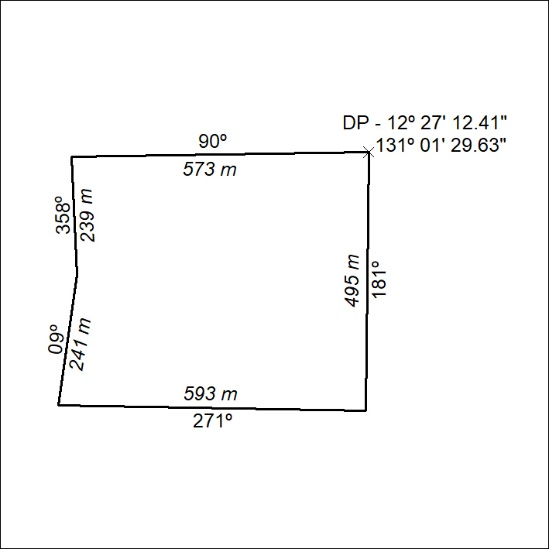 DP - 12º 27' 12.41"
131º 01' 29.63"
90º
573 m
358º
239 m
495 m
181º
09º
241 m
593 m
271º